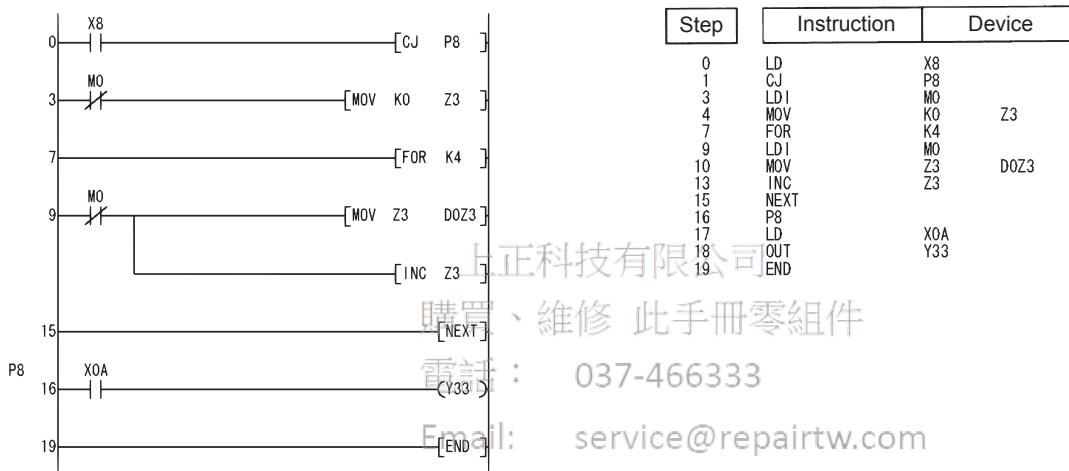 X8
0 [CJ P8 ]
M0
3 [MOV K0 Z3 ]
7 [FOR K4 ]
M0
9 [MOV Z3 D0Z3 ]
[INC Z3 ]
15 [NEXT]
P8 X0A
16 (Y33 )
19 [END ]
Step Instruction Device
0 LD X8
1 CJ P8
3 LDI M0
4 MOV K0 Z3
7 FOR K4
9 LDI M0
10 MOV Z3 D0Z3
13 INC Z3
15 NEXT
16 P8
17 LD X0A
18 OUT Y33
19 END
上正科技有限公司
購買、維修 此手冊零組件
電話： 037-466333
Email: service@repairtw.com